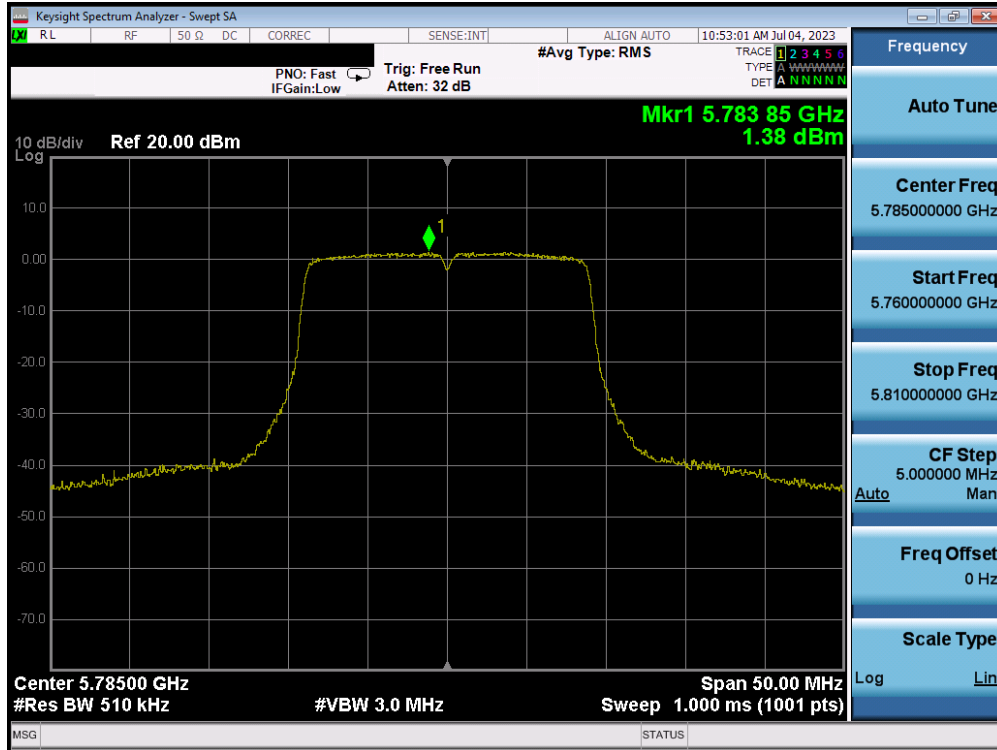 Keysight Spectrum Analyzer - Swept SA
LXI RL RF 50 Ω DC CORREC SENSE:INT ALIGN AUTO 10:53:01 AM Jul 04, 2023
PNO: Fast
IFGain:Low
Trig: Free Run
Atten: 32 dB
#Avg Type: RMS
TRACE 1 2 3 4 5 6
TYPE A WWWWW
DET A N N N N N
Mkr1 5.783 85 GHz
1.38 dBm
10 dB/div
Log
Ref 20.00 dBm
1
10.0
0.00
-10.0
-20.0
-30.0
-40.0
-50.0
-60.0
-70.0
Center 5.78500 GHz
Span 50.00 MHz
#Res BW 510 kHz
#VBW 3.0 MHz
Sweep 1.000 ms (1001 pts)
MSG
STATUS
Frequency
Auto Tune
Center Freq
5.785000000 GHz
Start Freq
5.760000000 GHz
Stop Freq
5.810000000 GHz
CF Step
5.000000 MHz
Auto Man
Freq Offset
0 Hz
Scale Type
Log Lin